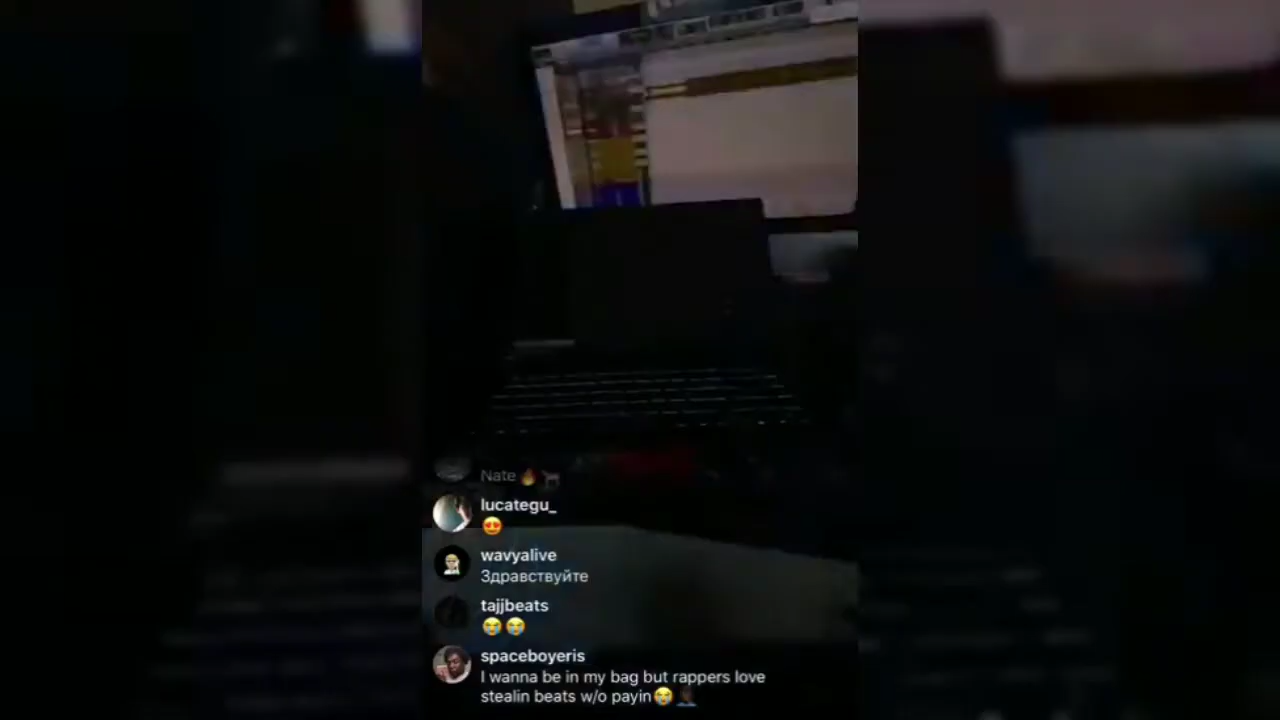 Nate 🔥🐐
lucategu_
😍
wavyalive
Здравствуйте
tajjbeats
😭😭
spaceboyeris
I wanna be in my bag but rappers love
stealin beats w/o payin😭🤦🏿‍♂️